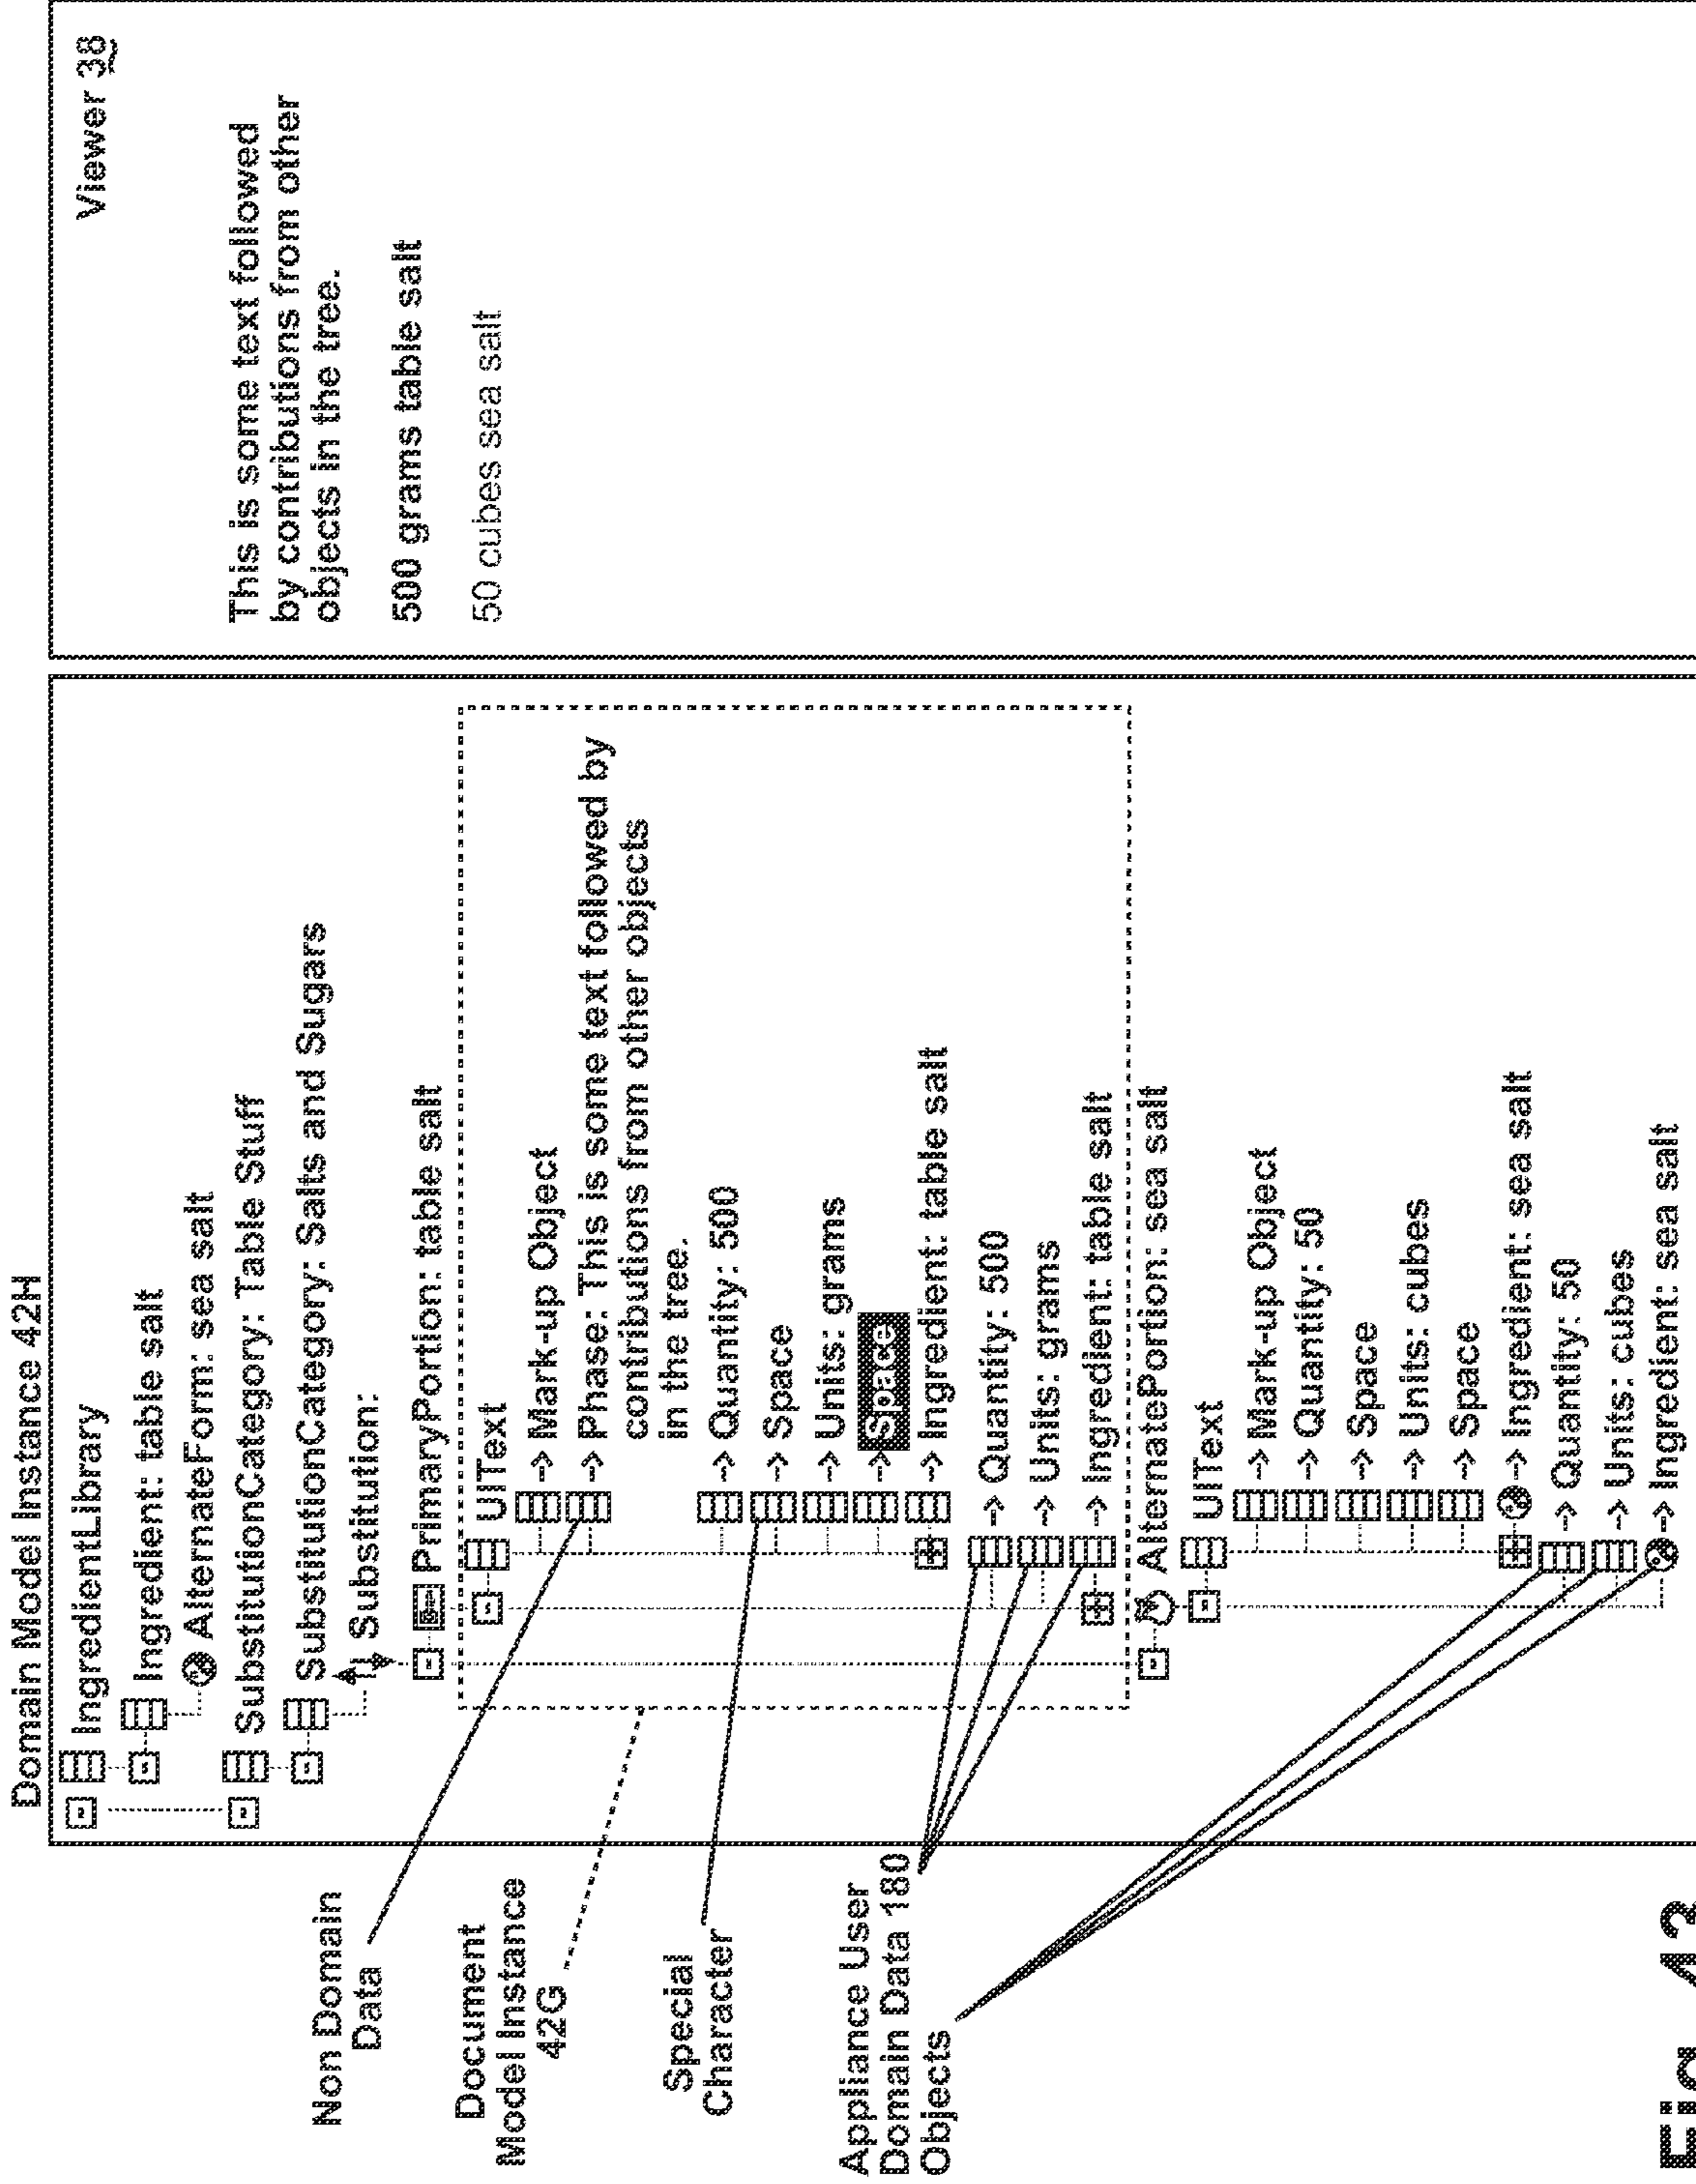 Domain Model Instance 42H
IngredientLibrary
Ingredient: table salt
AlternateForm: sea salt
SubstitutionCategory: Table Stuff
SubstitutionCategory: Salts and Sugars
Substitution:
PrimaryPortion: table salt
UIText
Mark-up Object
Phase: This is some text followed by
contributions from other objects
in the tree.
Quantity: 500
Space
Units: grams
Space
Ingredient: table salt
Quantity: 500
Units: grams
Ingredient: table salt
AlternatePortion: sea salt
UIText
Mark-up Object
Quantity: 50
Space
Units: cubes
Space
Ingredient: sea salt
Quantity: 50
Units: cubes
Ingredient: sea salt
Viewer 38
This is some text followed
by contributions from other
objects in the tree.
500 grams table salt
50 cubes sea salt
Non Domain
Data
Document
Model Instance
42G
Special
Character
Appliance User
Domain Data 180
Objects